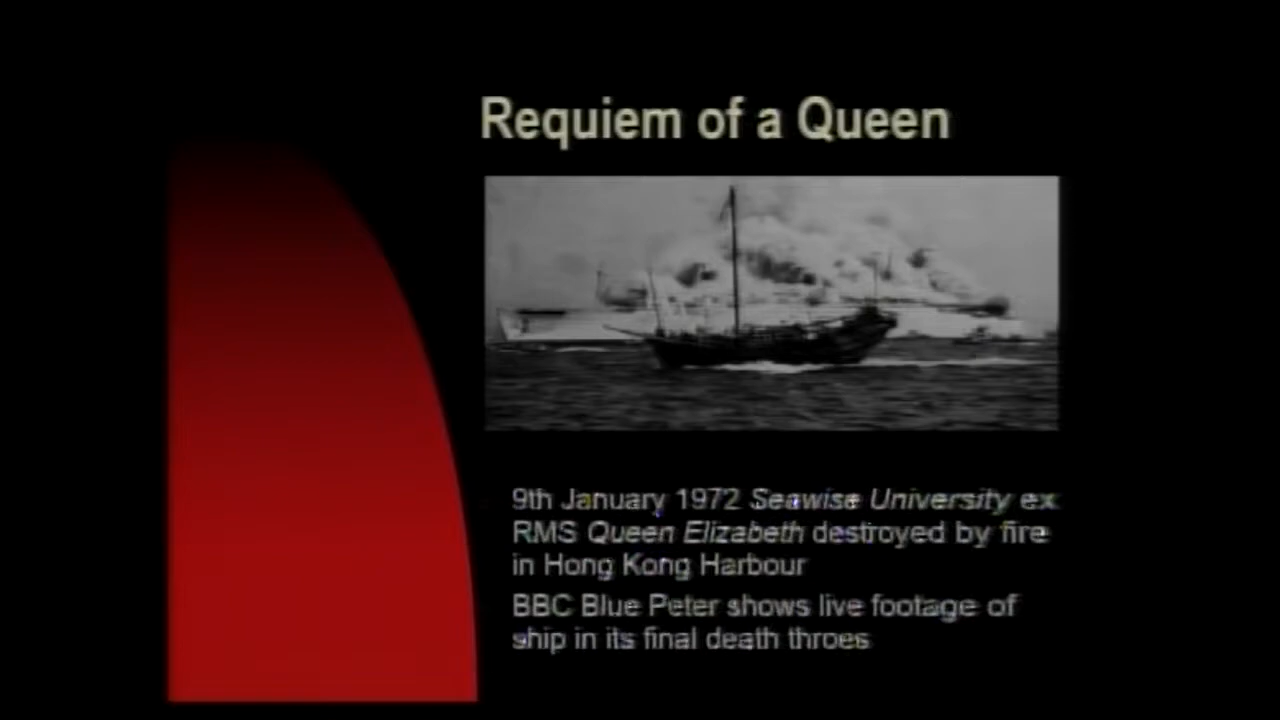 Requiem of a Queen
9th January 1972 Seawise University ex
RMS Queen Elizabeth destroyed by fire
in Hong Kong Harbour
BBC Blue Peter shows live footage of
ship in its final death throes